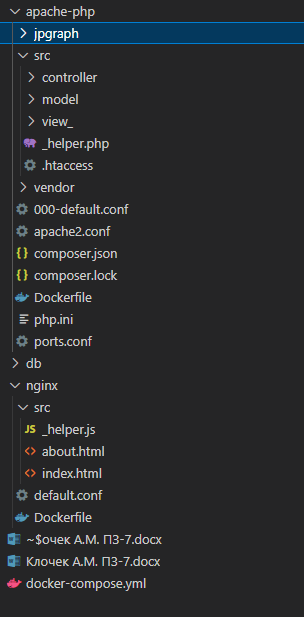 apache-php
jpgraph
src
controller
model
view_
_helper.php
.htaccess
vendor
000-default.conf
apache2.conf
composer.json
composer.lock
Dockerfile
php.ini
ports.conf
db
nginx
src
JS _helper.js
about.html
index.html
default.conf
Dockerfile
~$очек А.М. ПЗ-7.docx
Клочек А.М. ПЗ-7.docx
docker-compose.yml